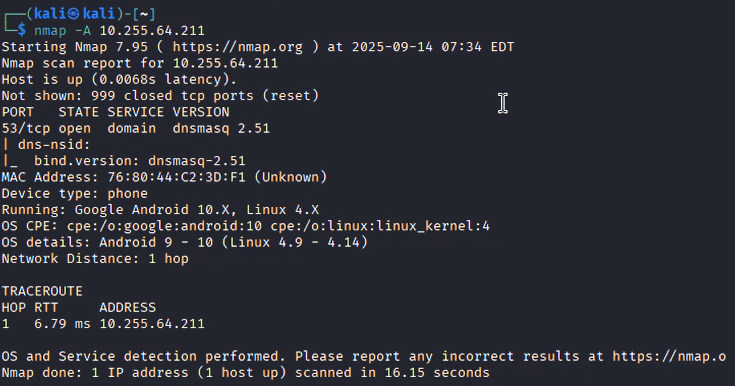 ┌──(kali㉿kali)-[~]
└─$ nmap -A 10.255.64.211
Starting Nmap 7.95 ( https://nmap.org ) at 2025-09-14 07:34 EDT
Nmap scan report for 10.255.64.211
Host is up (0.0068s latency).
Not shown: 999 closed tcp ports (reset)
PORT   STATE SERVICE VERSION
53/tcp open  domain  dnsmasq 2.51
| dns-nsid:
|_  bind.version: dnsmasq-2.51
MAC Address: 76:80:44:C2:3D:F1 (Unknown)
Device type: phone
Running: Google Android 10.X, Linux 4.X
OS CPE: cpe:/o:google:android:10 cpe:/o:linux:linux_kernel:4
OS details: Android 9 - 10 (Linux 4.9 - 4.14)
Network Distance: 1 hop
TRACEROUTE
HOP RTT     ADDRESS
1   6.79 ms 10.255.64.211
OS and Service detection performed. Please report any incorrect results at https://nmap.o
Nmap done: 1 IP address (1 host up) scanned in 16.15 seconds